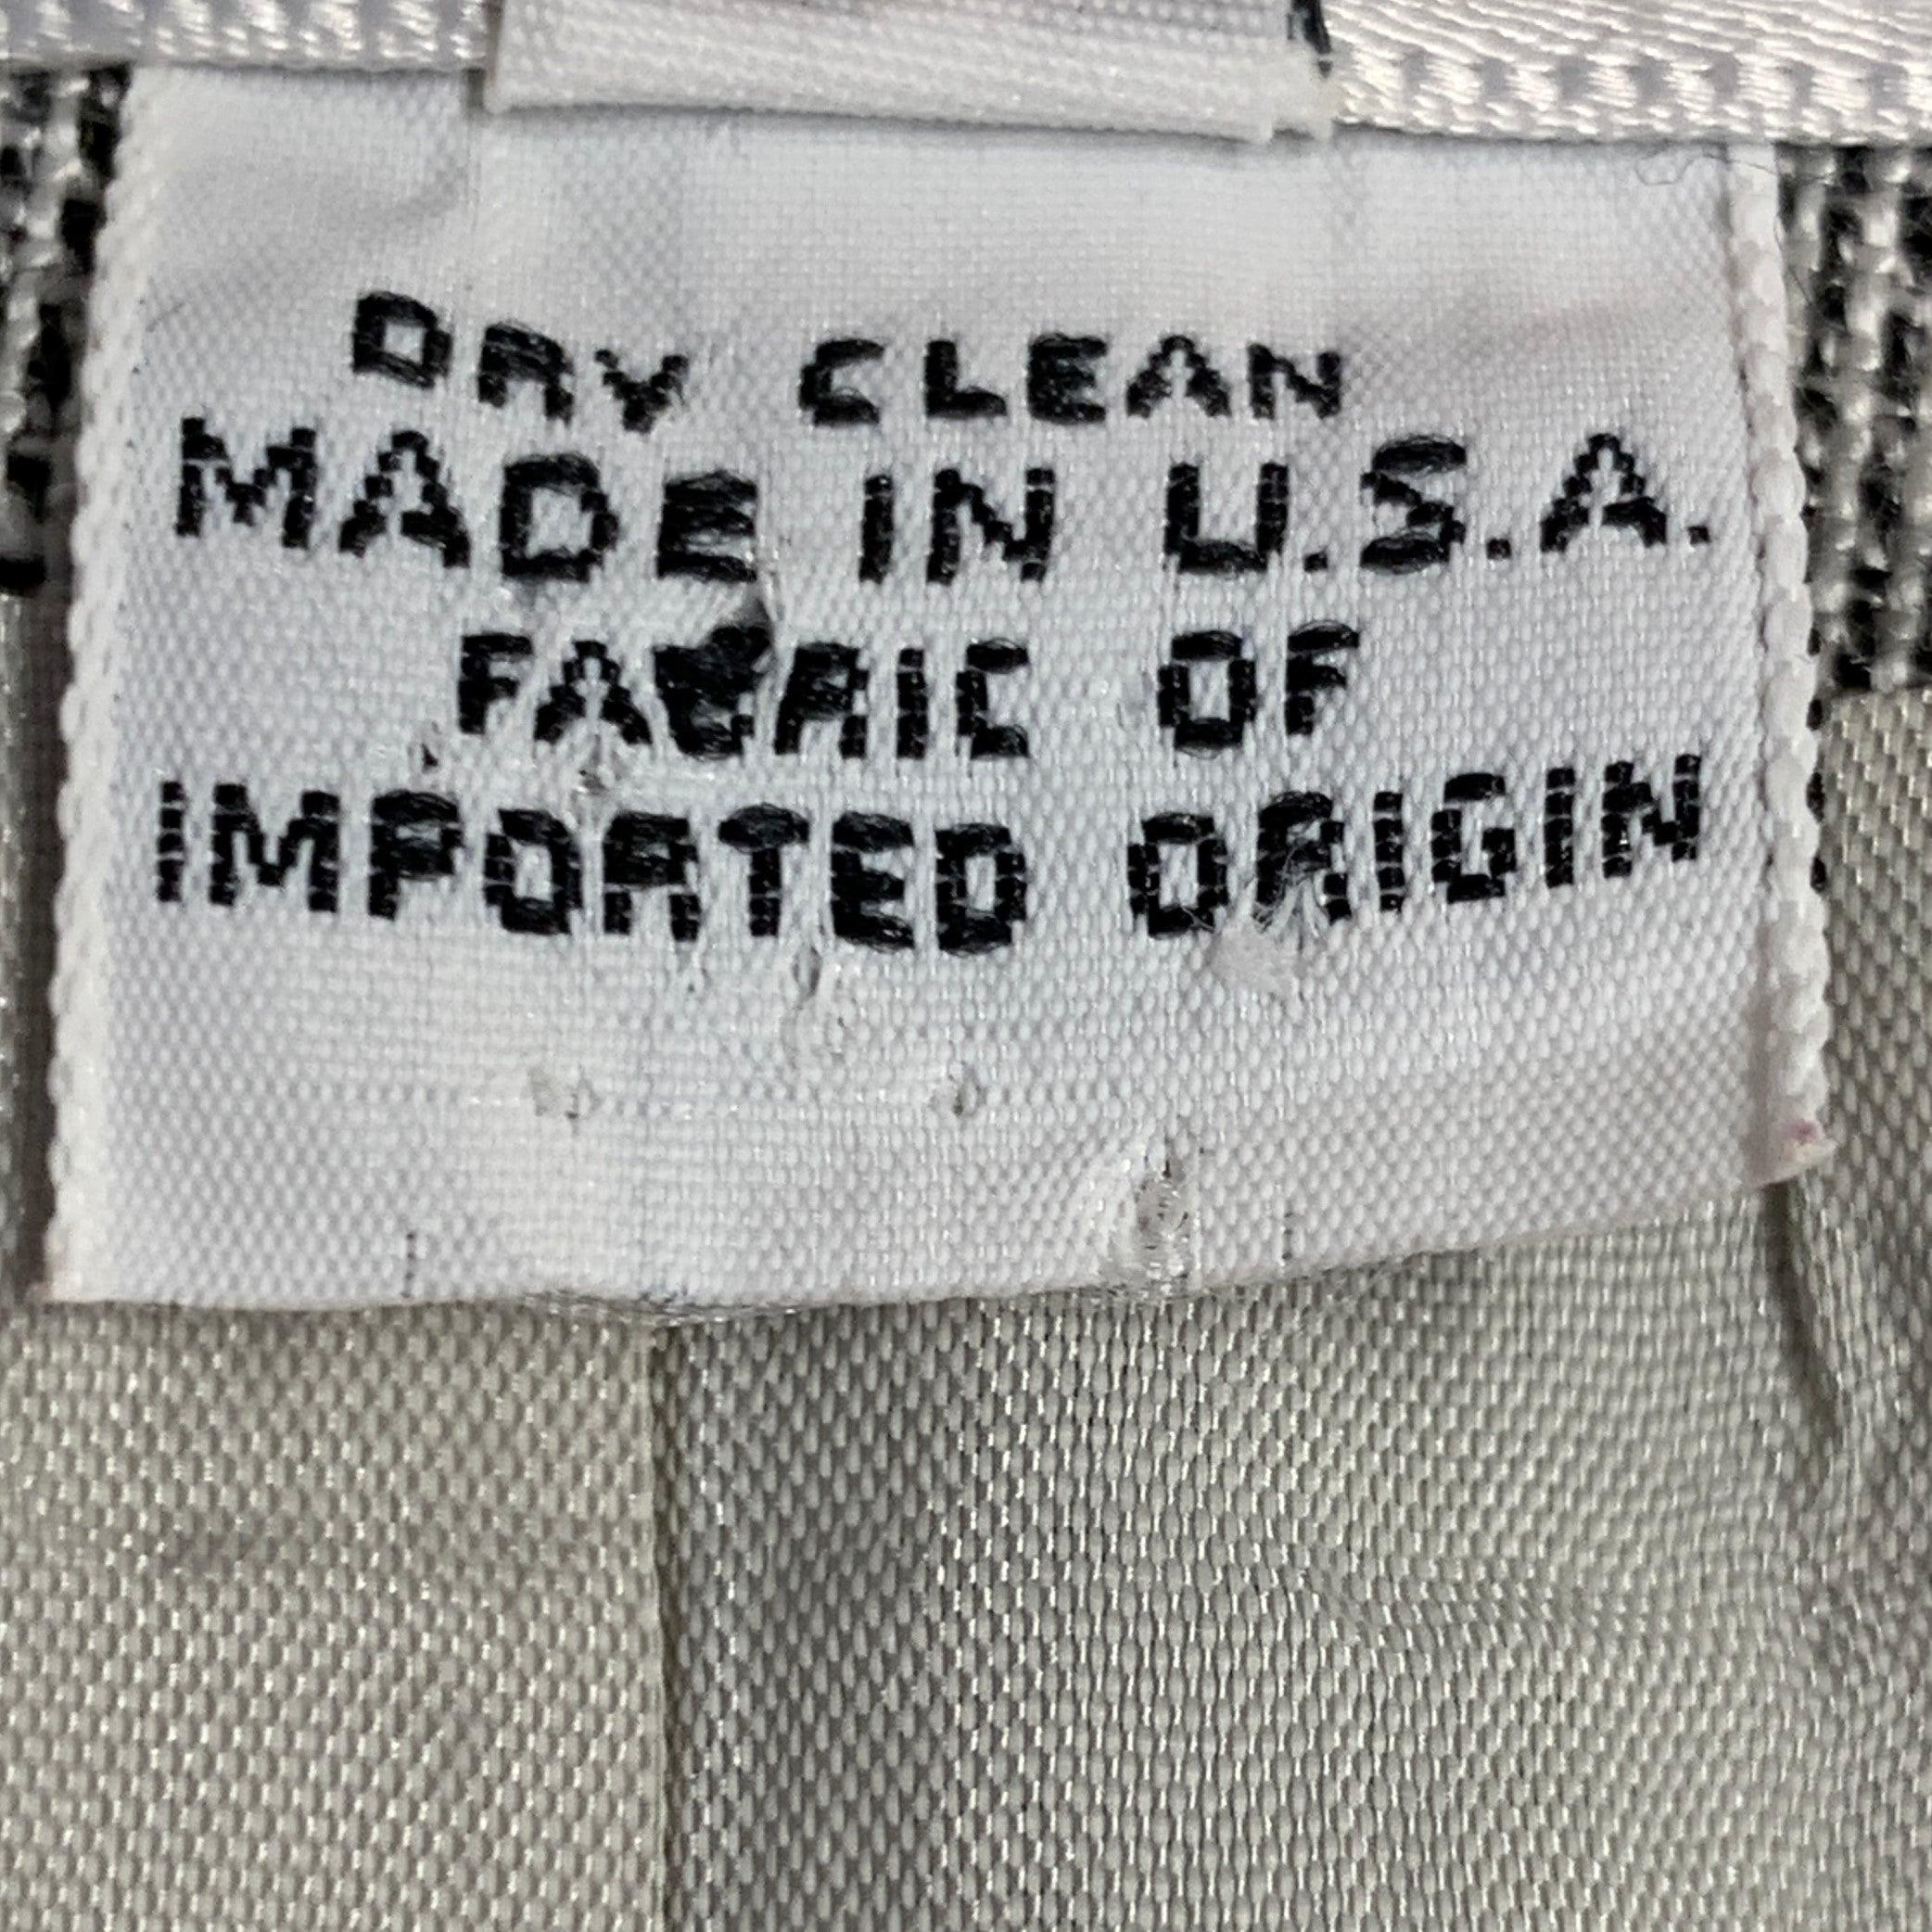 DRY CLEAN
MADE IN U.S.A.
FABRIC OF
IMPORTED ORIGIN